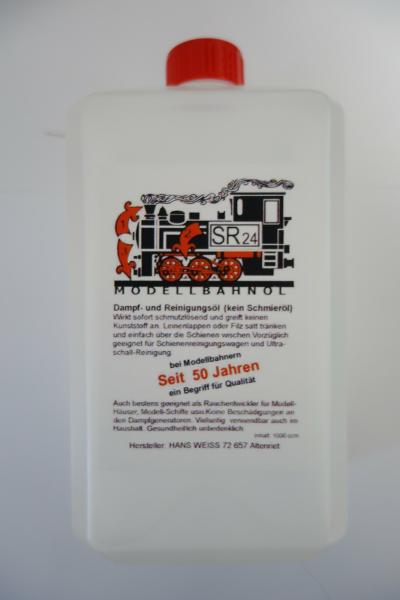 SR24
MODELLBAHNÖL
Dampf- und Reinigungsöl (kein Schmieröl)
Wirkt sofort schmutzlösend und greift keinen
Kunststoff an. Leinenlappen oder Filz satt tränken
und einfach über die Schienen wischen.Vorzüglich
geeignet für Schienenreinigungswagen und Ultra-
schall-Reinigung.
bei Modellbahnern
Seit 50 Jahren
ein Begriff für Qualität
Auch bestens geeignet als Rauchentwickler für Modell-
Häuser, Modell-Schiffe usw.Keine Beschädigungen an
den Dampfgeneratoren. Vielseitig verwendbar auch im
Haushalt. Gesundheitlich unbedenklich.
Inhalt: 1000 ccm
Hersteller: HANS WEISS 72 657 Altenriet